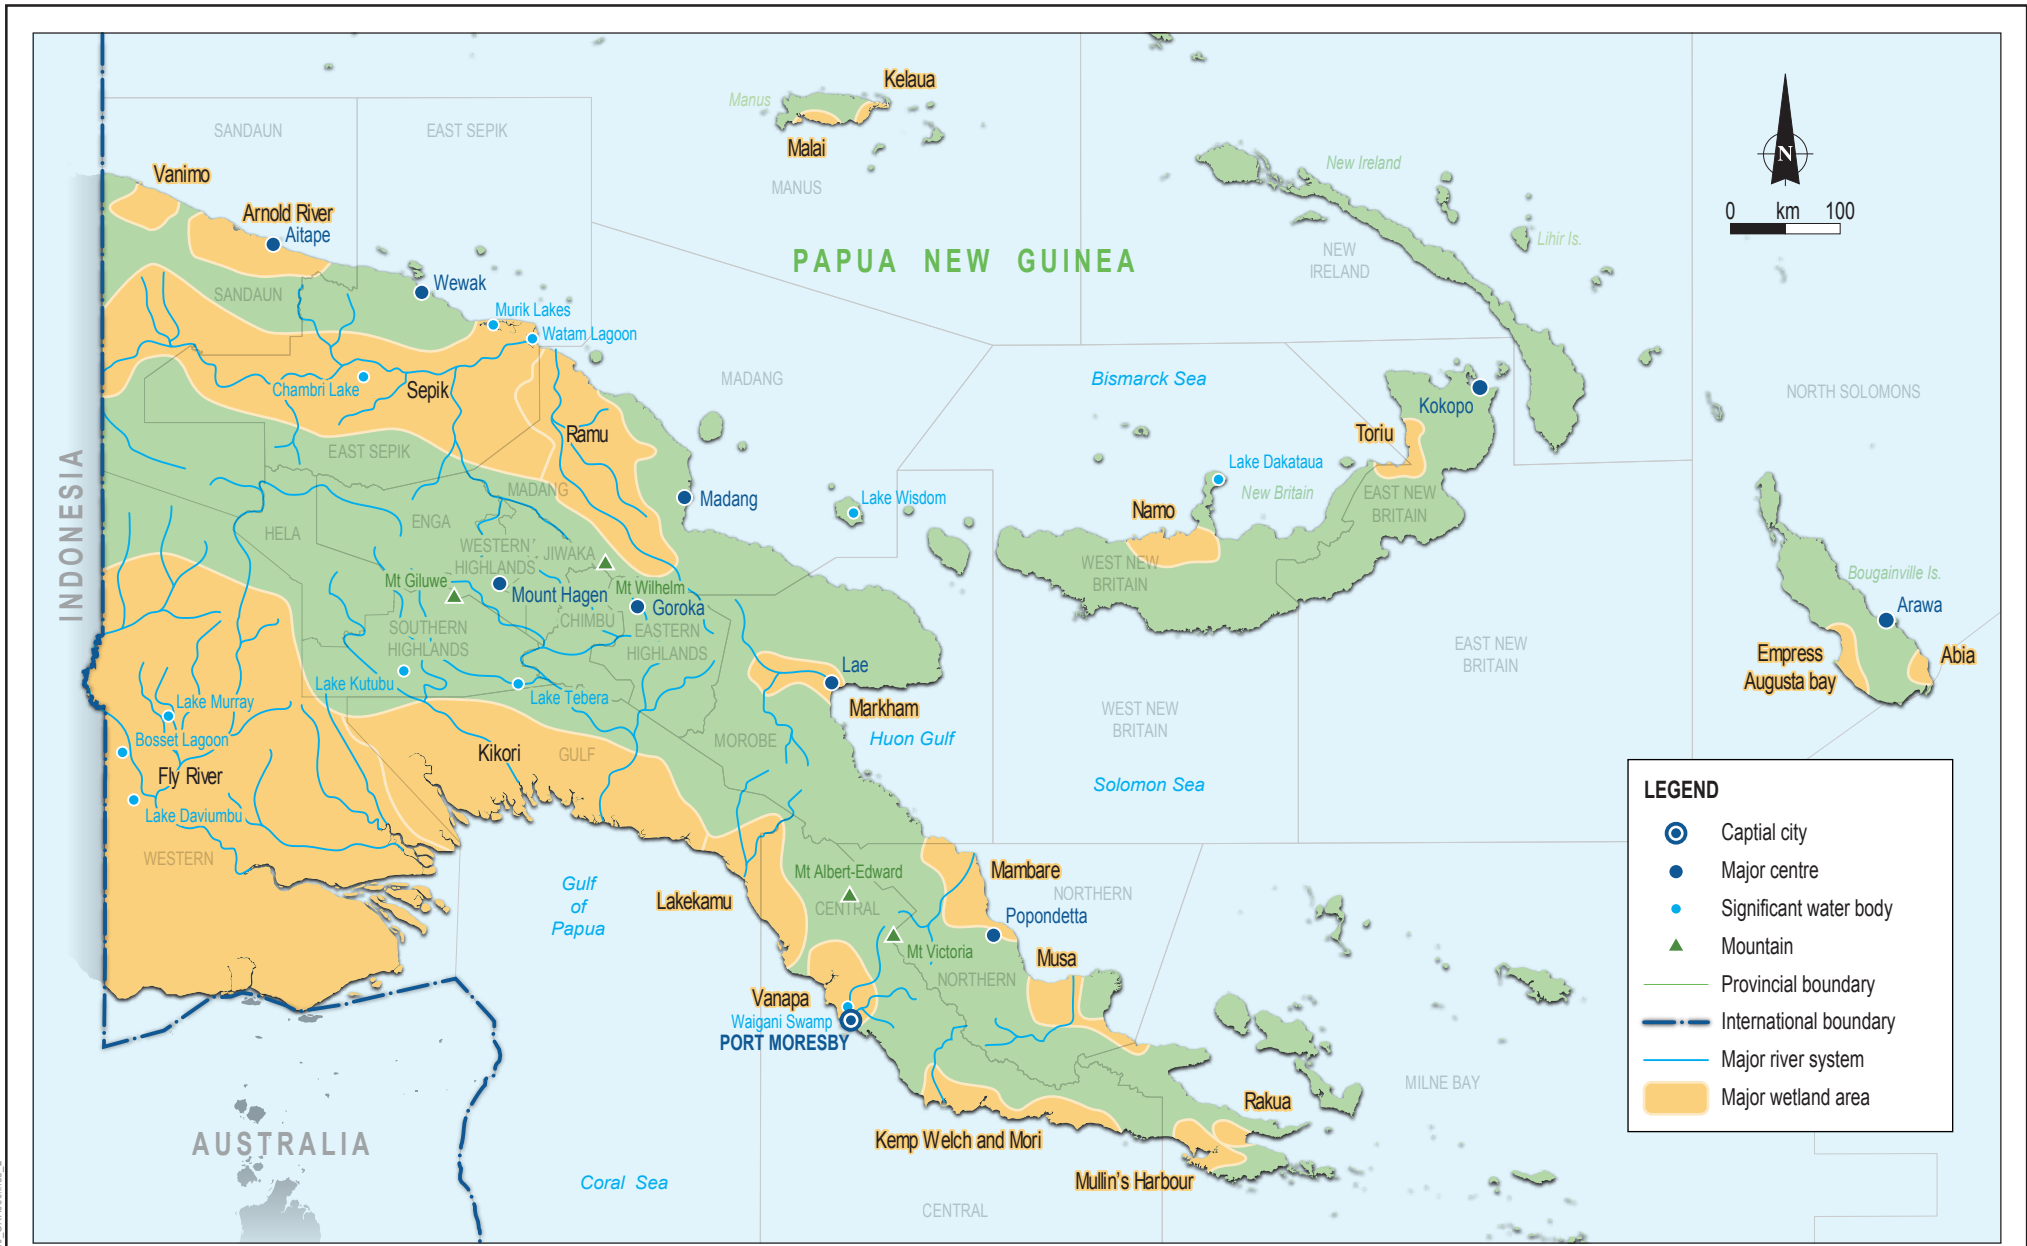 Kelaua
Manus
Malai
MANUS
SANDAUN
EAST SEPIK
Vanimo
Arnold River
Aitape
Wewak
SANDAUN
Murik Lakes
Watam Lagoon
Chambri Lake
Sepik
EAST SEPIK
Ramu
MADANG
MADANG
Madang
PAPUA NEW GUINEA
New Ireland
NEW
IRELAND
Lihir Is.
N
0 km 100
Bismarck Sea
Kokopo
Toriu
NORTH SOLOMONS
Lake Dakataua
New Britain
EAST NEW
BRITAIN
Lake Wisdom
Namo
WEST NEW
BRITAIN
INDONESIA
HELA
ENGA
WESTERN
HIGHLANDS
JIWAKA
Mt Giluwe
Mount Hagen
Mt Wilhelm
Goroka
CHIMBU
SOUTHERN
HIGHLANDS
EASTERN
HIGHLANDS
Lake Kutubu
Lake Tebera
Lae
Markham
Huon Gulf
MOROBE
Bougainville Is.
Arawa
Empress
Augusta bay
Abia
EAST NEW
BRITAIN
WEST NEW
BRITAIN
Solomon Sea
Lake Murray
Bosset Lagoon
Fly River
Lake Daviumbu
WESTERN
Kikori
GULF
Gulf
of
Papua
Lakekamu
Mt Albert-Edward
CENTRAL
Mambare
NORTHERN
Popondetta
Mt Victoria
NORTHERN
Musa
Vanapa
Waigani Swamp
PORT MORESBY
MILNE BAY
Rakua
Kemp Welch and Mori
Mullin's Harbour
CENTRAL
Coral Sea
AUSTRALIA
LEGEND
Captial city
Major centre
Significant water body
Mountain
Provincial boundary
International boundary
Major river system
Major wetland area